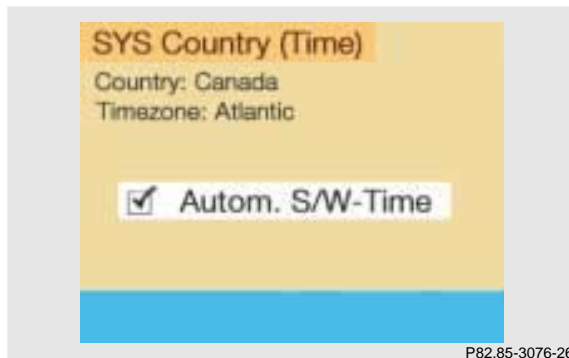 SYS Country (Time)
Country: Canada
Timezone: Atlantic
Autom. S/W-Time
P82.85-3076-26